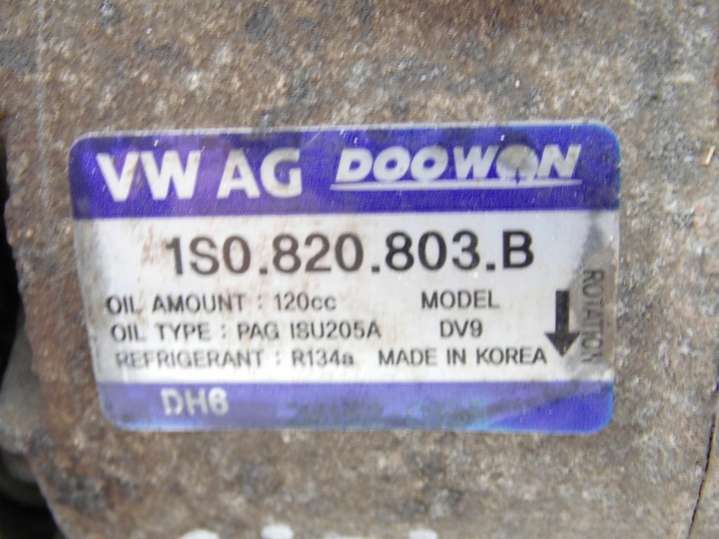 VW AG DOOWON
1S0.820.803.B
OIL AMOUNT : 120cc MODEL
OIL TYPE : PAG ISU205A DV9
REFRIGERANT : R134a MADE IN KOREA
ROTATION
DH6